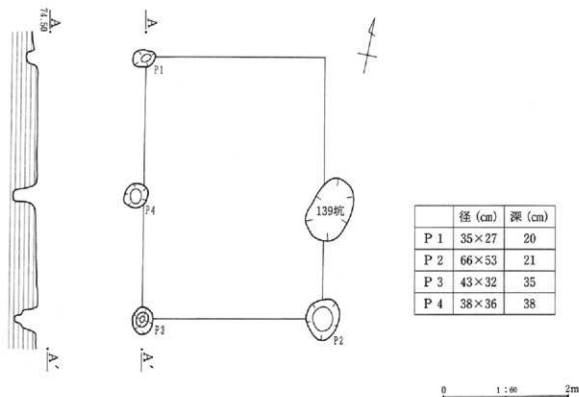 A
A
74.50
P1
P4
139坑
P3
P2
A′
A′
径(cm) 深(cm)
P 1 35×27 20
P 2 66×53 21
P 3 43×32 35
P 4 38×36 38
0 1:60 2m